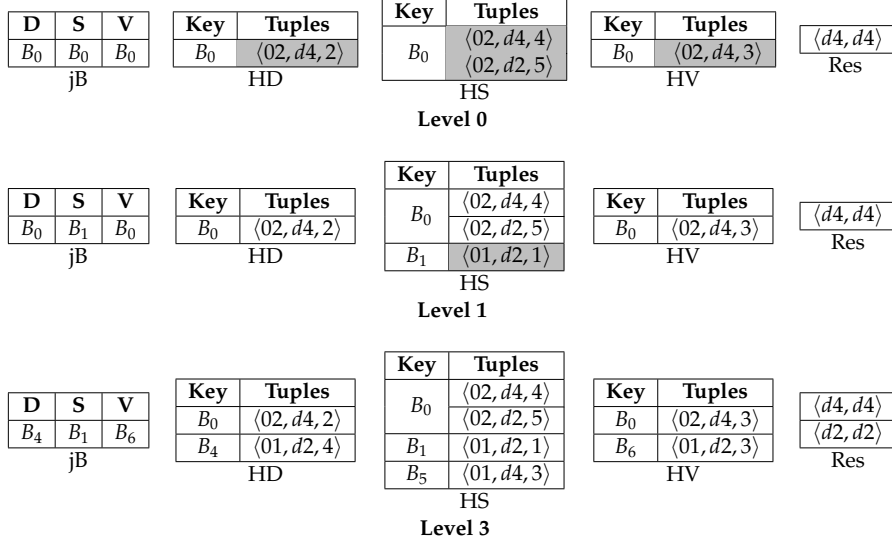 D S V
B0 B0 B0
jB
Key Tuples
B0 ⟨02, d4, 2⟩
HD
Key Tuples
B0 ⟨02, d4, 4⟩
⟨02, d2, 5⟩
HS
Key Tuples
B0 ⟨02, d4, 3⟩
HV
⟨d4, d4⟩
Res
Level 0
D S V
B0 B1 B0
jB
Key Tuples
B0 ⟨02, d4, 2⟩
HD
Key Tuples
B0 ⟨02, d4, 4⟩
⟨02, d2, 5⟩
B1 ⟨01, d2, 1⟩
HS
Key Tuples
B0 ⟨02, d4, 3⟩
HV
⟨d4, d4⟩
Res
Level 1
D S V
B4 B1 B6
jB
Key Tuples
B0 ⟨02, d4, 2⟩
B4 ⟨01, d2, 4⟩
HD
Key Tuples
B0 ⟨02, d4, 4⟩
⟨02, d2, 5⟩
B1 ⟨01, d2, 1⟩
B5 ⟨01, d4, 3⟩
HS
Key Tuples
B0 ⟨02, d4, 3⟩
B6 ⟨01, d2, 3⟩
HV
⟨d4, d4⟩
⟨d2, d2⟩
Res
Level 3